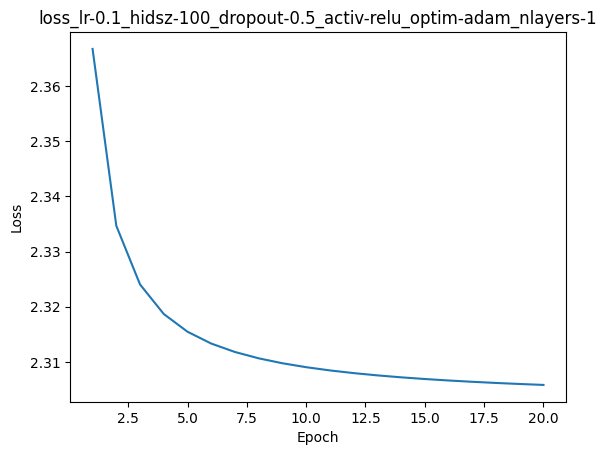 loss_lr-0.1_hidsz-100_dropout-0.5_activ-relu_optim-adam_nlayers-1
2.36
2.35
2.34
2.33
2.32
2.31
Loss
2.5 5.0 7.5 10.0 12.5 15.0 17.5 20.0
Epoch